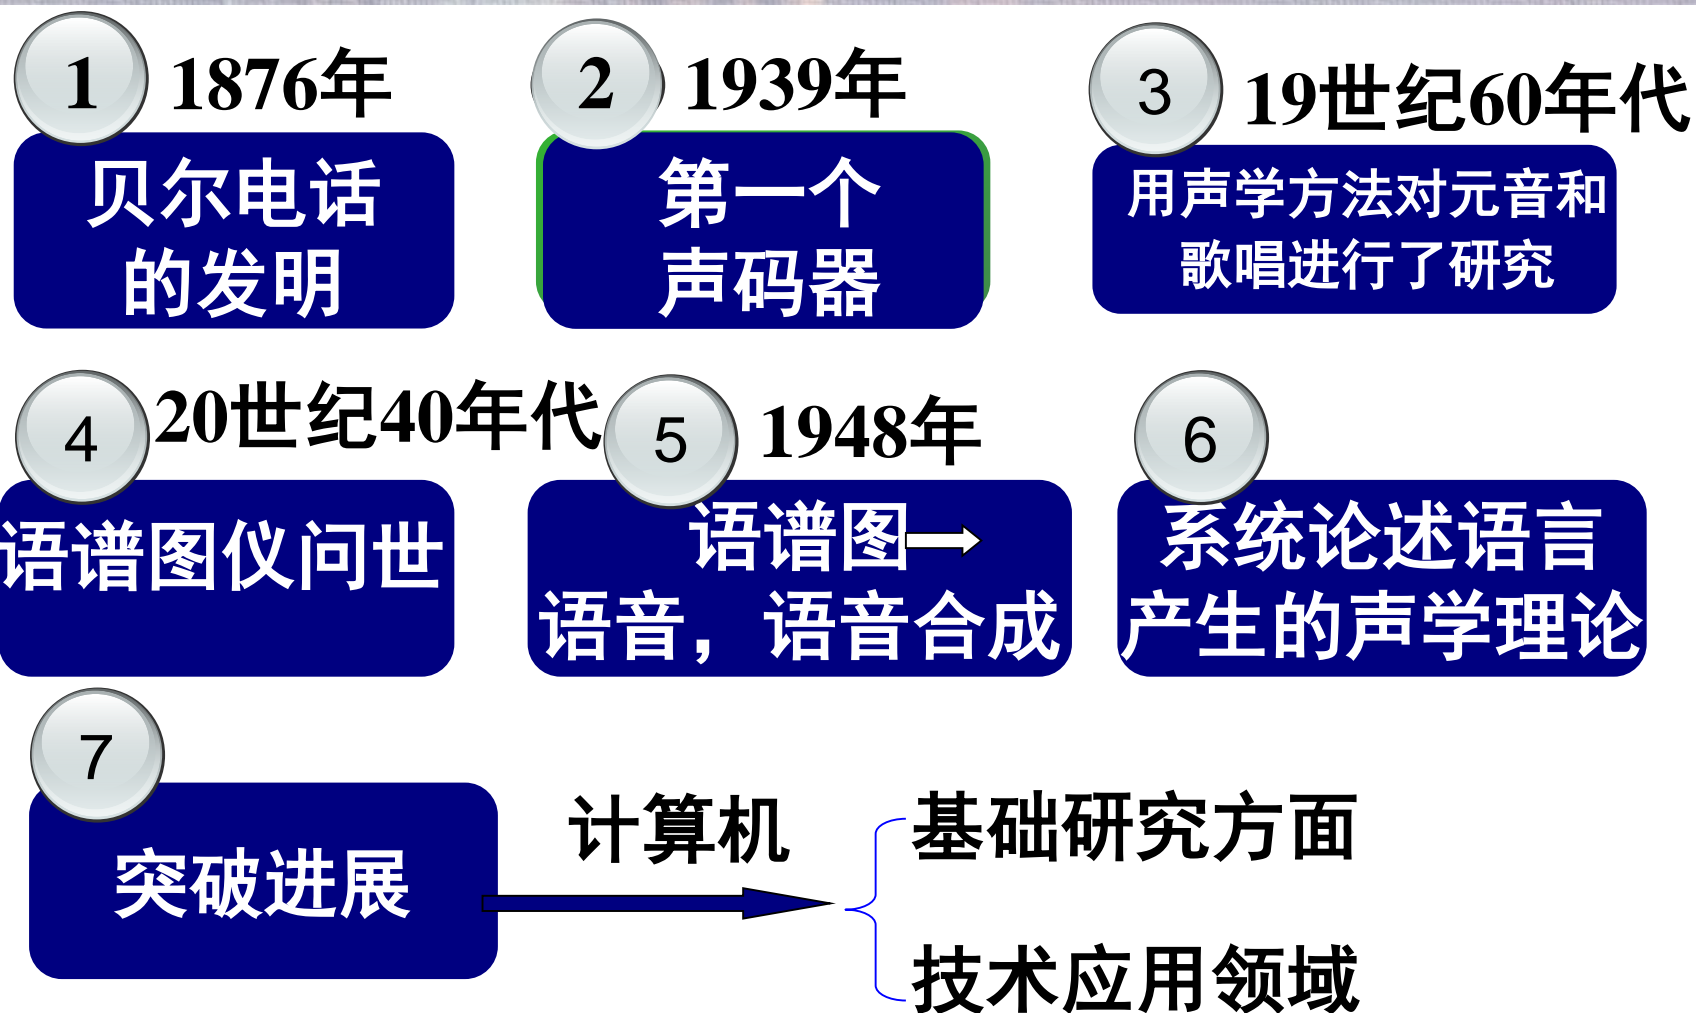 1
1876年
贝尔电话
的发明
2
1939年
第一个
声码器
3
19世纪60年代
用声学方法对元音和
歌唱进行了研究
4
20世纪40年代
语谱图仪问世
5
1948年
语谱图
语音，语音合成
6
系统论述语言
产生的声学理论
7
突破进展
计算机
基础研究方面
技术应用领域